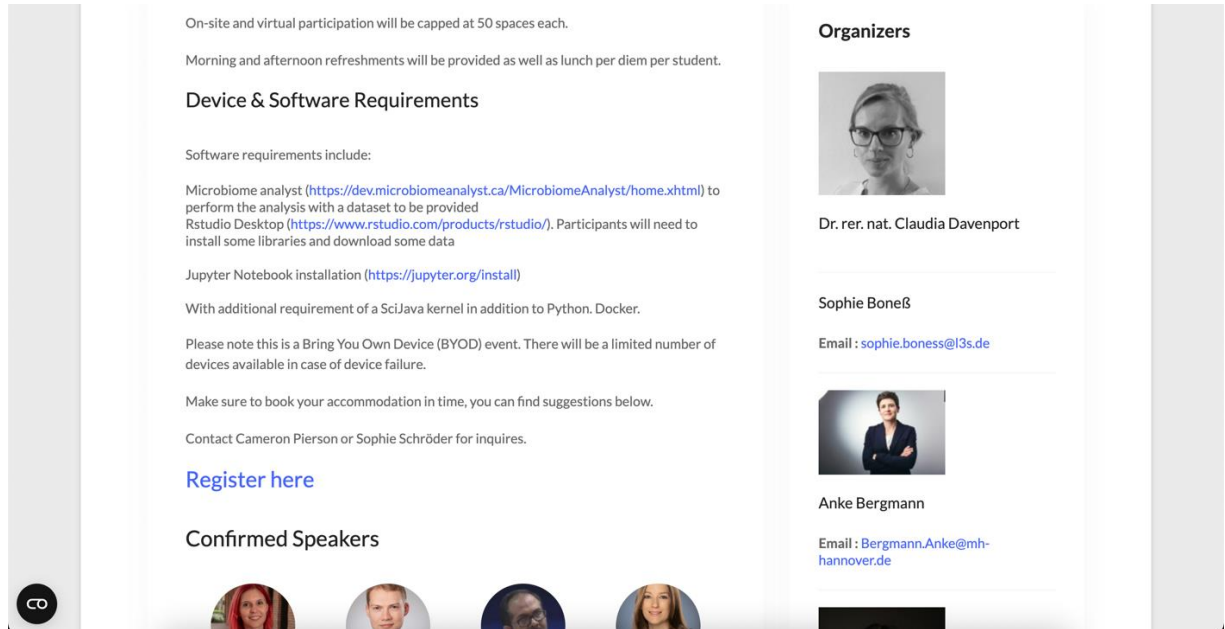 On-site and virtual participation will be capped at 50 spaces each.
Morning and afternoon refreshments will be provided as well as lunch per diem per student.
Device & Software Requirements
Software requirements include:
Microbiome analyst (https://dev.microbiomeanalyst.ca/MicrobiomeAnalyst/home.xhtml) to
perform the analysis with a dataset to be provided
Rstudio Desktop (https://www.rstudio.com/products/rstudio/). Participants will need to
install some libraries and download some data
Jupyter Notebook installation (https://jupyter.org/install)
With additional requirement of a SciJava kernel in addition to Python. Docker.
Please note this is a Bring You Own Device (BYOD) event. There will be a limited number of
devices available in case of device failure.
Make sure to book your accommodation in time, you can find suggestions below.
Contact Cameron Pierson or Sophie Schröder for inquires.
Register here
Confirmed Speakers
Organizers
Dr. rer. nat. Claudia Davenport
Sophie Boneß
Email : sophie.boness@l3s.de
Anke Bergmann
Email : Bergmann.Anke@mh-
hannover.de